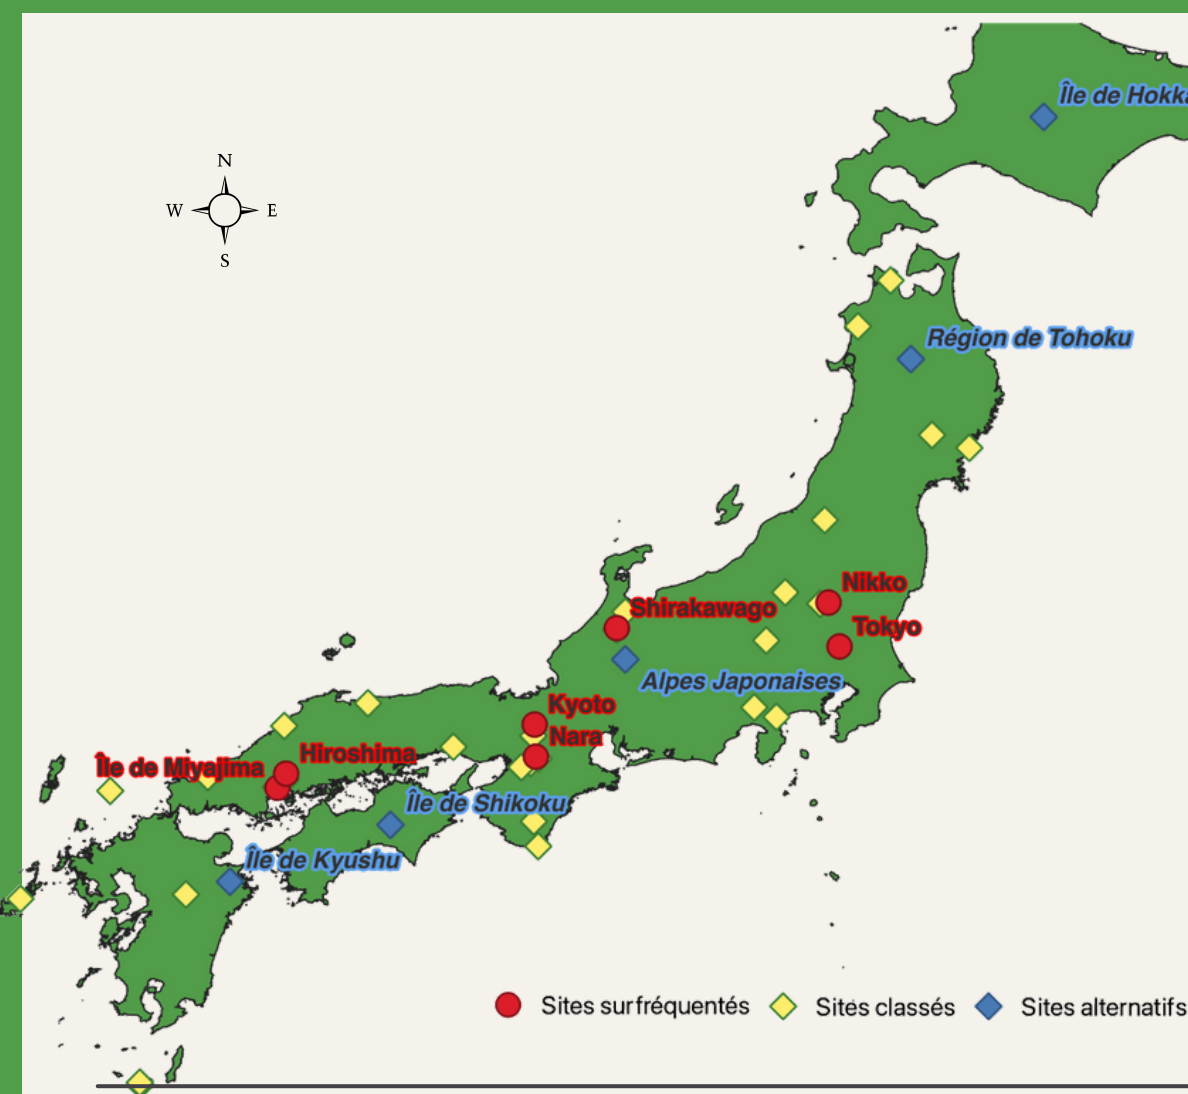 Île de Hokka
N
W E
S
Région de Tohoku
Nikko
Shirakawago
Tokyo
Alpes Japonaises
Kyoto
Nara
Hiroshima
Île de Miyajima
Île de Shikoku
Île de Kyushu
Sites surfréquentés Sites classés Sites alternatifs